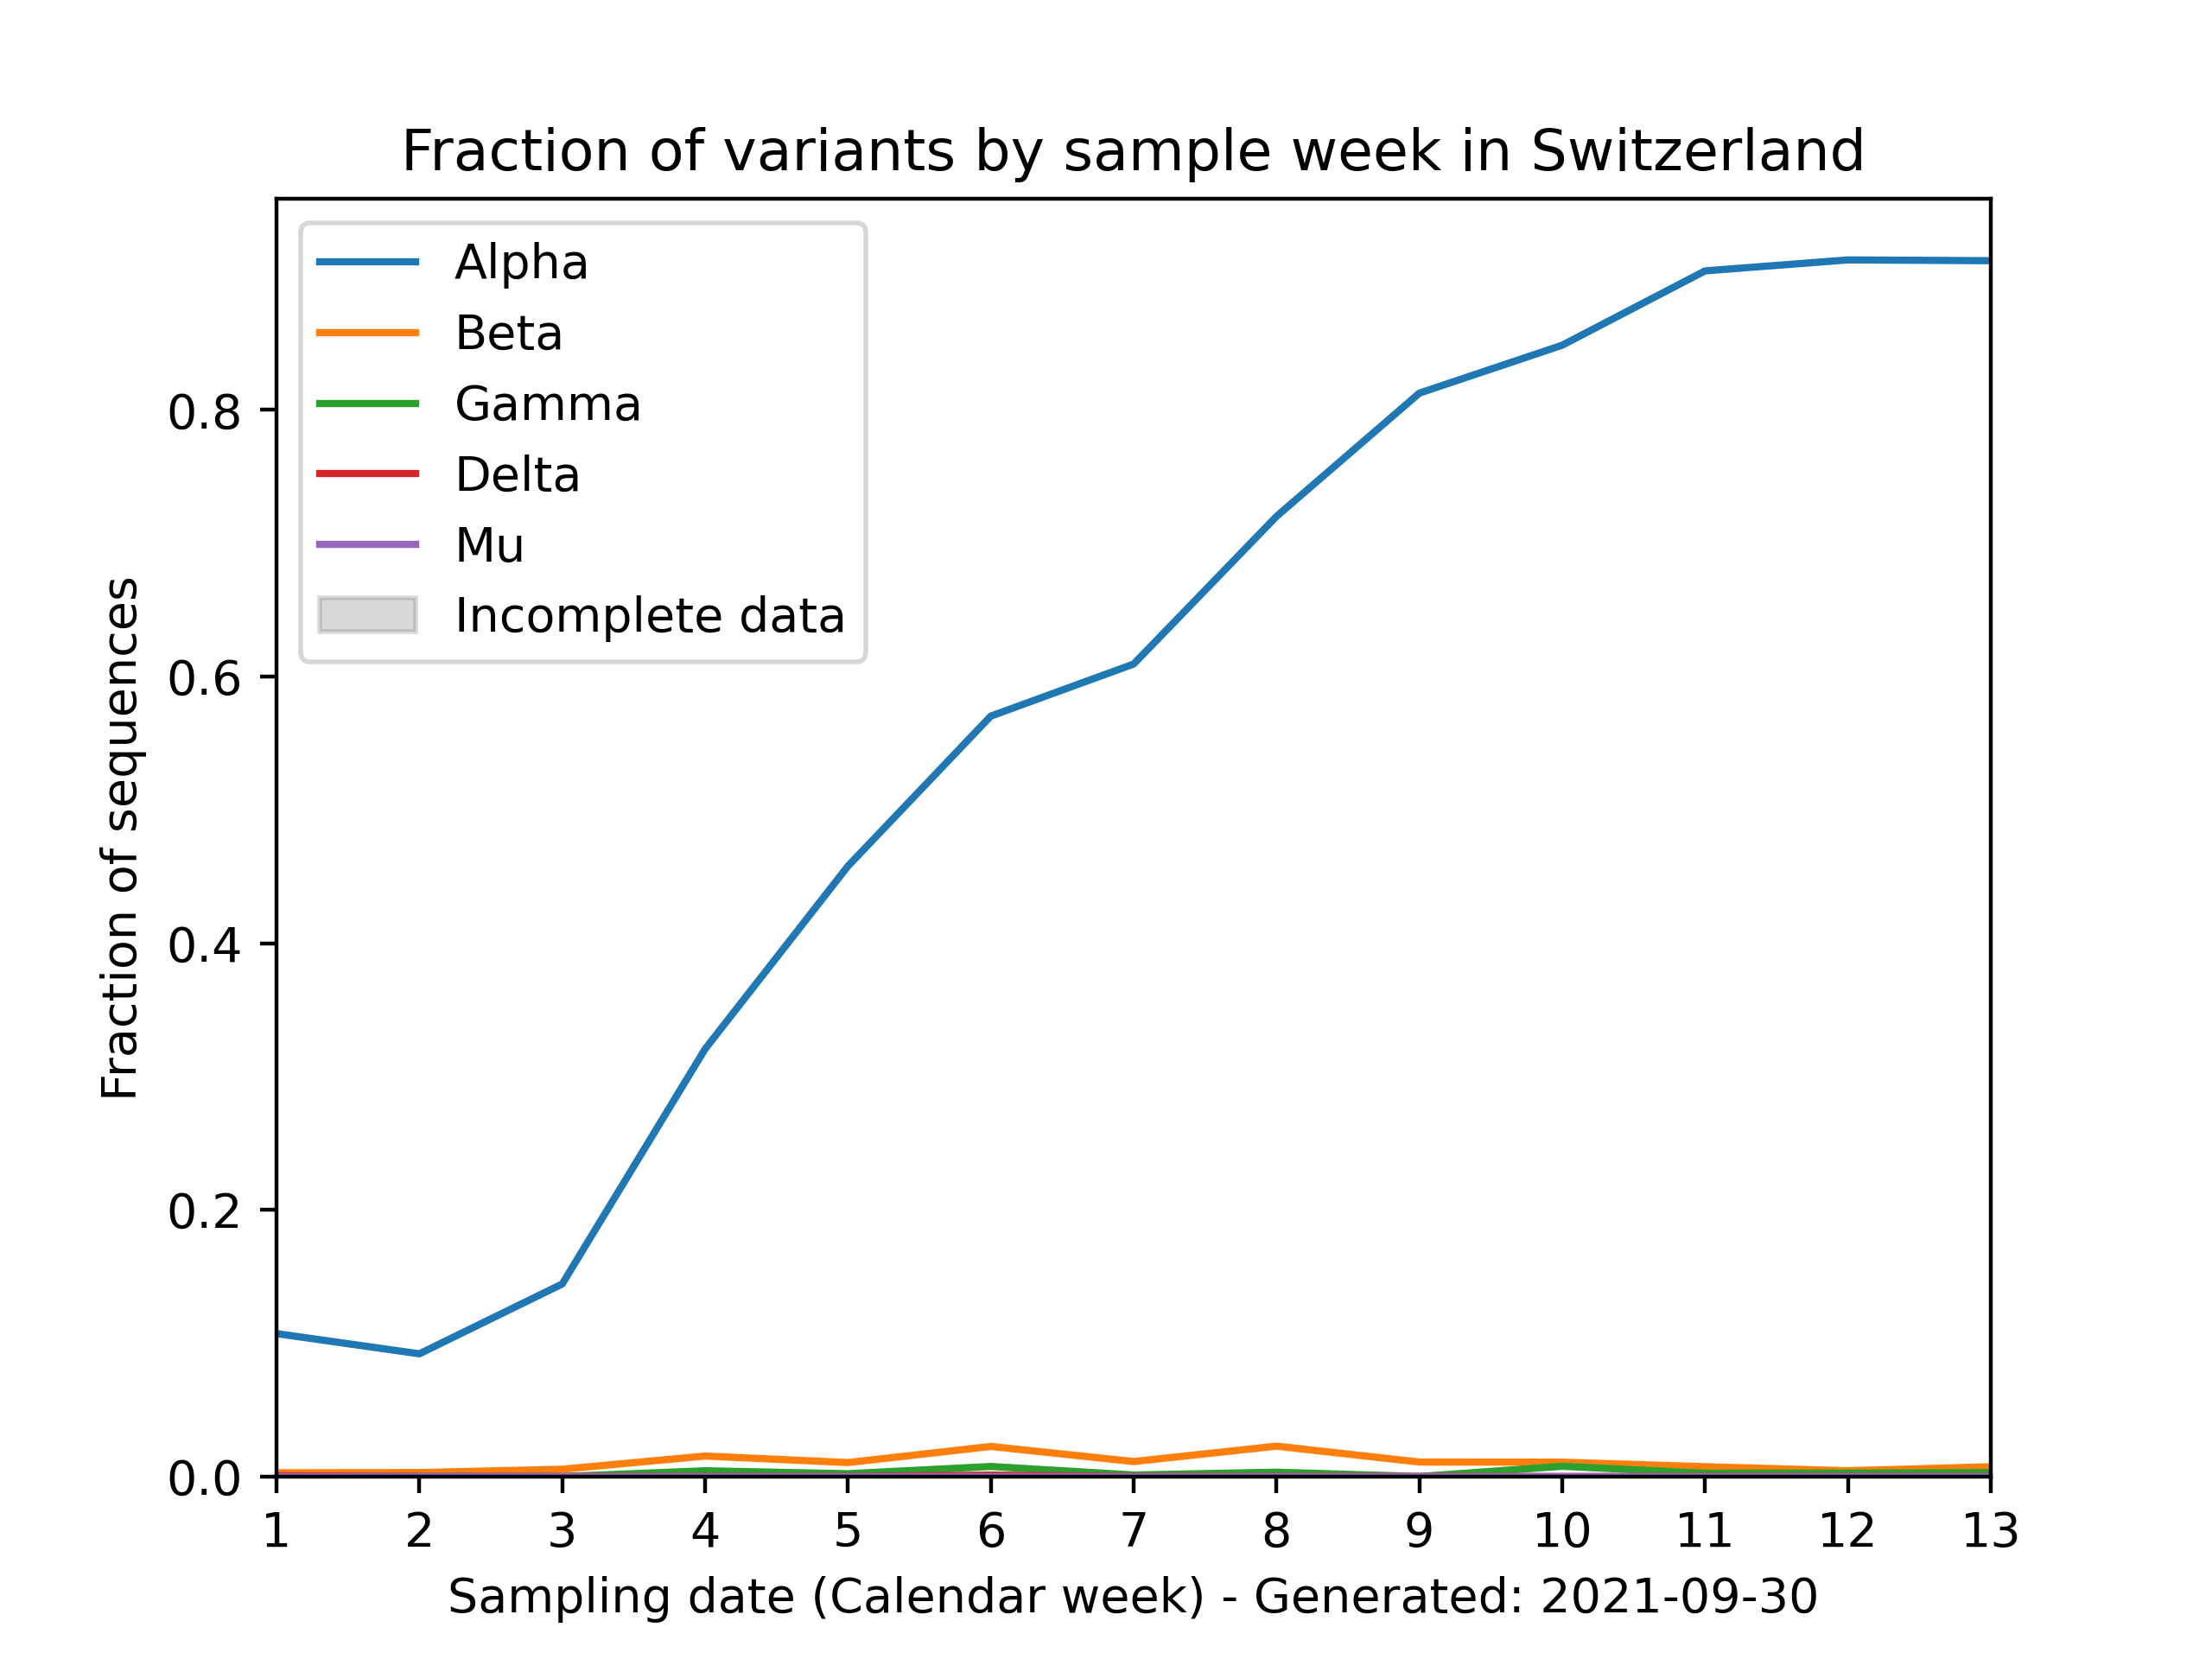 Fraction of variants by sample week in Switzerland
Alpha
Beta
Gamma
Delta
Mu
Incomplete data
Fraction of sequences
0.8
0.6
0.4
0.2
0.0
1 2 3 4 5 6 7 8 9 10 11 12 13
Sampling date (Calendar week) - Generated: 2021-09-30